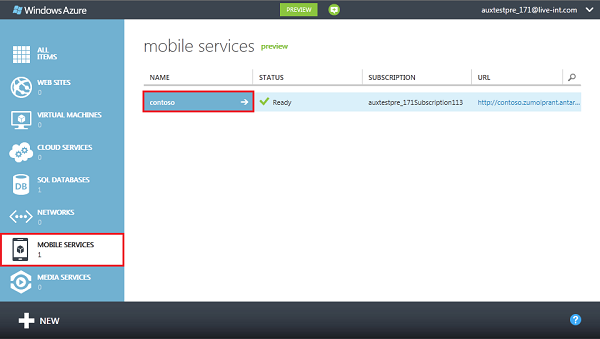 Windows Azure
PREVIEW
auxtestpre_171@live-int.com
ALL ITEMS
WEB SITES
0
VIRTUAL MACHINES
0
CLOUD SERVICES
0
SQL DATABASES
1
DB
NETWORKS
0
MOBILE SERVICES
1
MEDIA SERVICES
0
mobile services preview
NAME STATUS SUBSCRIPTION URL
contoso Ready auxtestpre_171Subscription113 http://contoso.zumoiprant.antar...
NEW
?